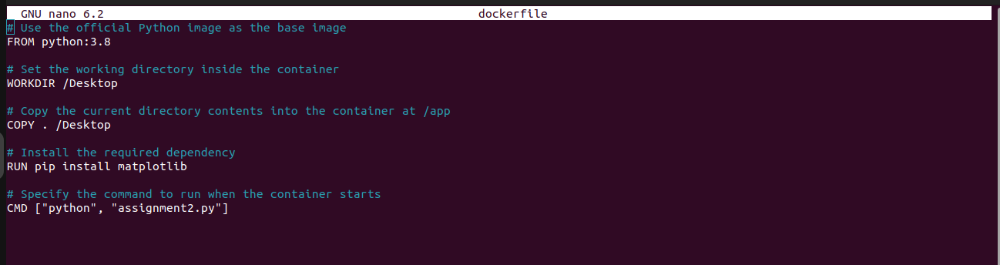 GNU nano 6.2 dockerfile
# Use the official Python image as the base image
FROM python:3.8
# Set the working directory inside the container
WORKDIR /Desktop
# Copy the current directory contents into the container at /app
COPY . /Desktop
# Install the required dependency
RUN pip install matplotlib
# Specify the command to run when the container starts
CMD ["python", "assignment2.py"]